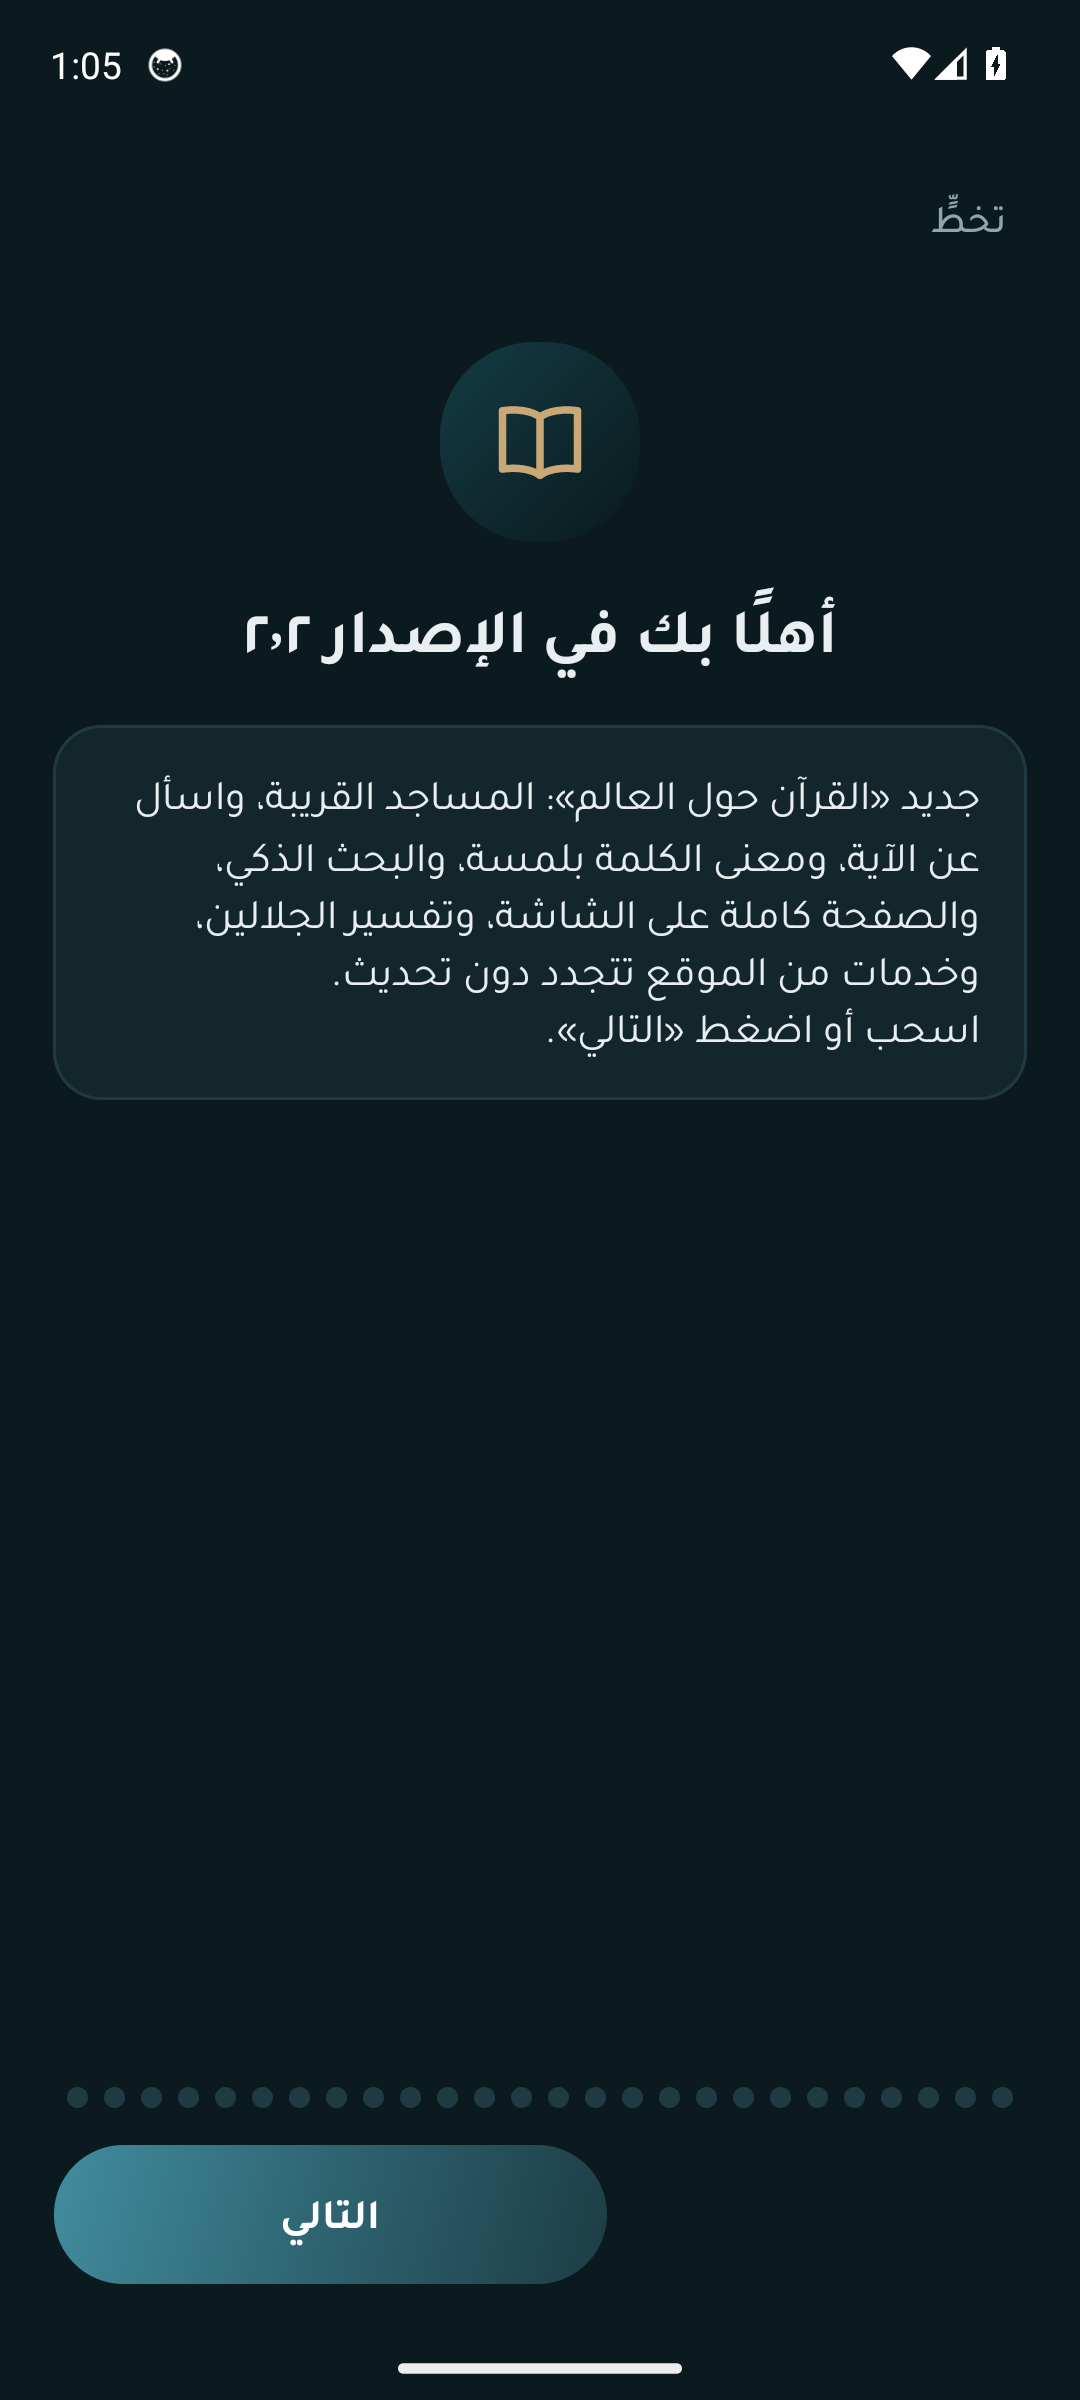 1:05
تخطٍّ
أهلًا بك في الإصدار ٢٫٢
جديد «القرآن حول العالم»: المساجد القريبة، واسأل
عن الآية، ومعنى الكلمة بلمسة، والبحث الذكي،
والصفحة كاملة على الشاشة، وتفسير الجلالين،
وخدمات من الموقع تتجدد دون تحديث.
اسحب أو اضغط «التالي».
التالي